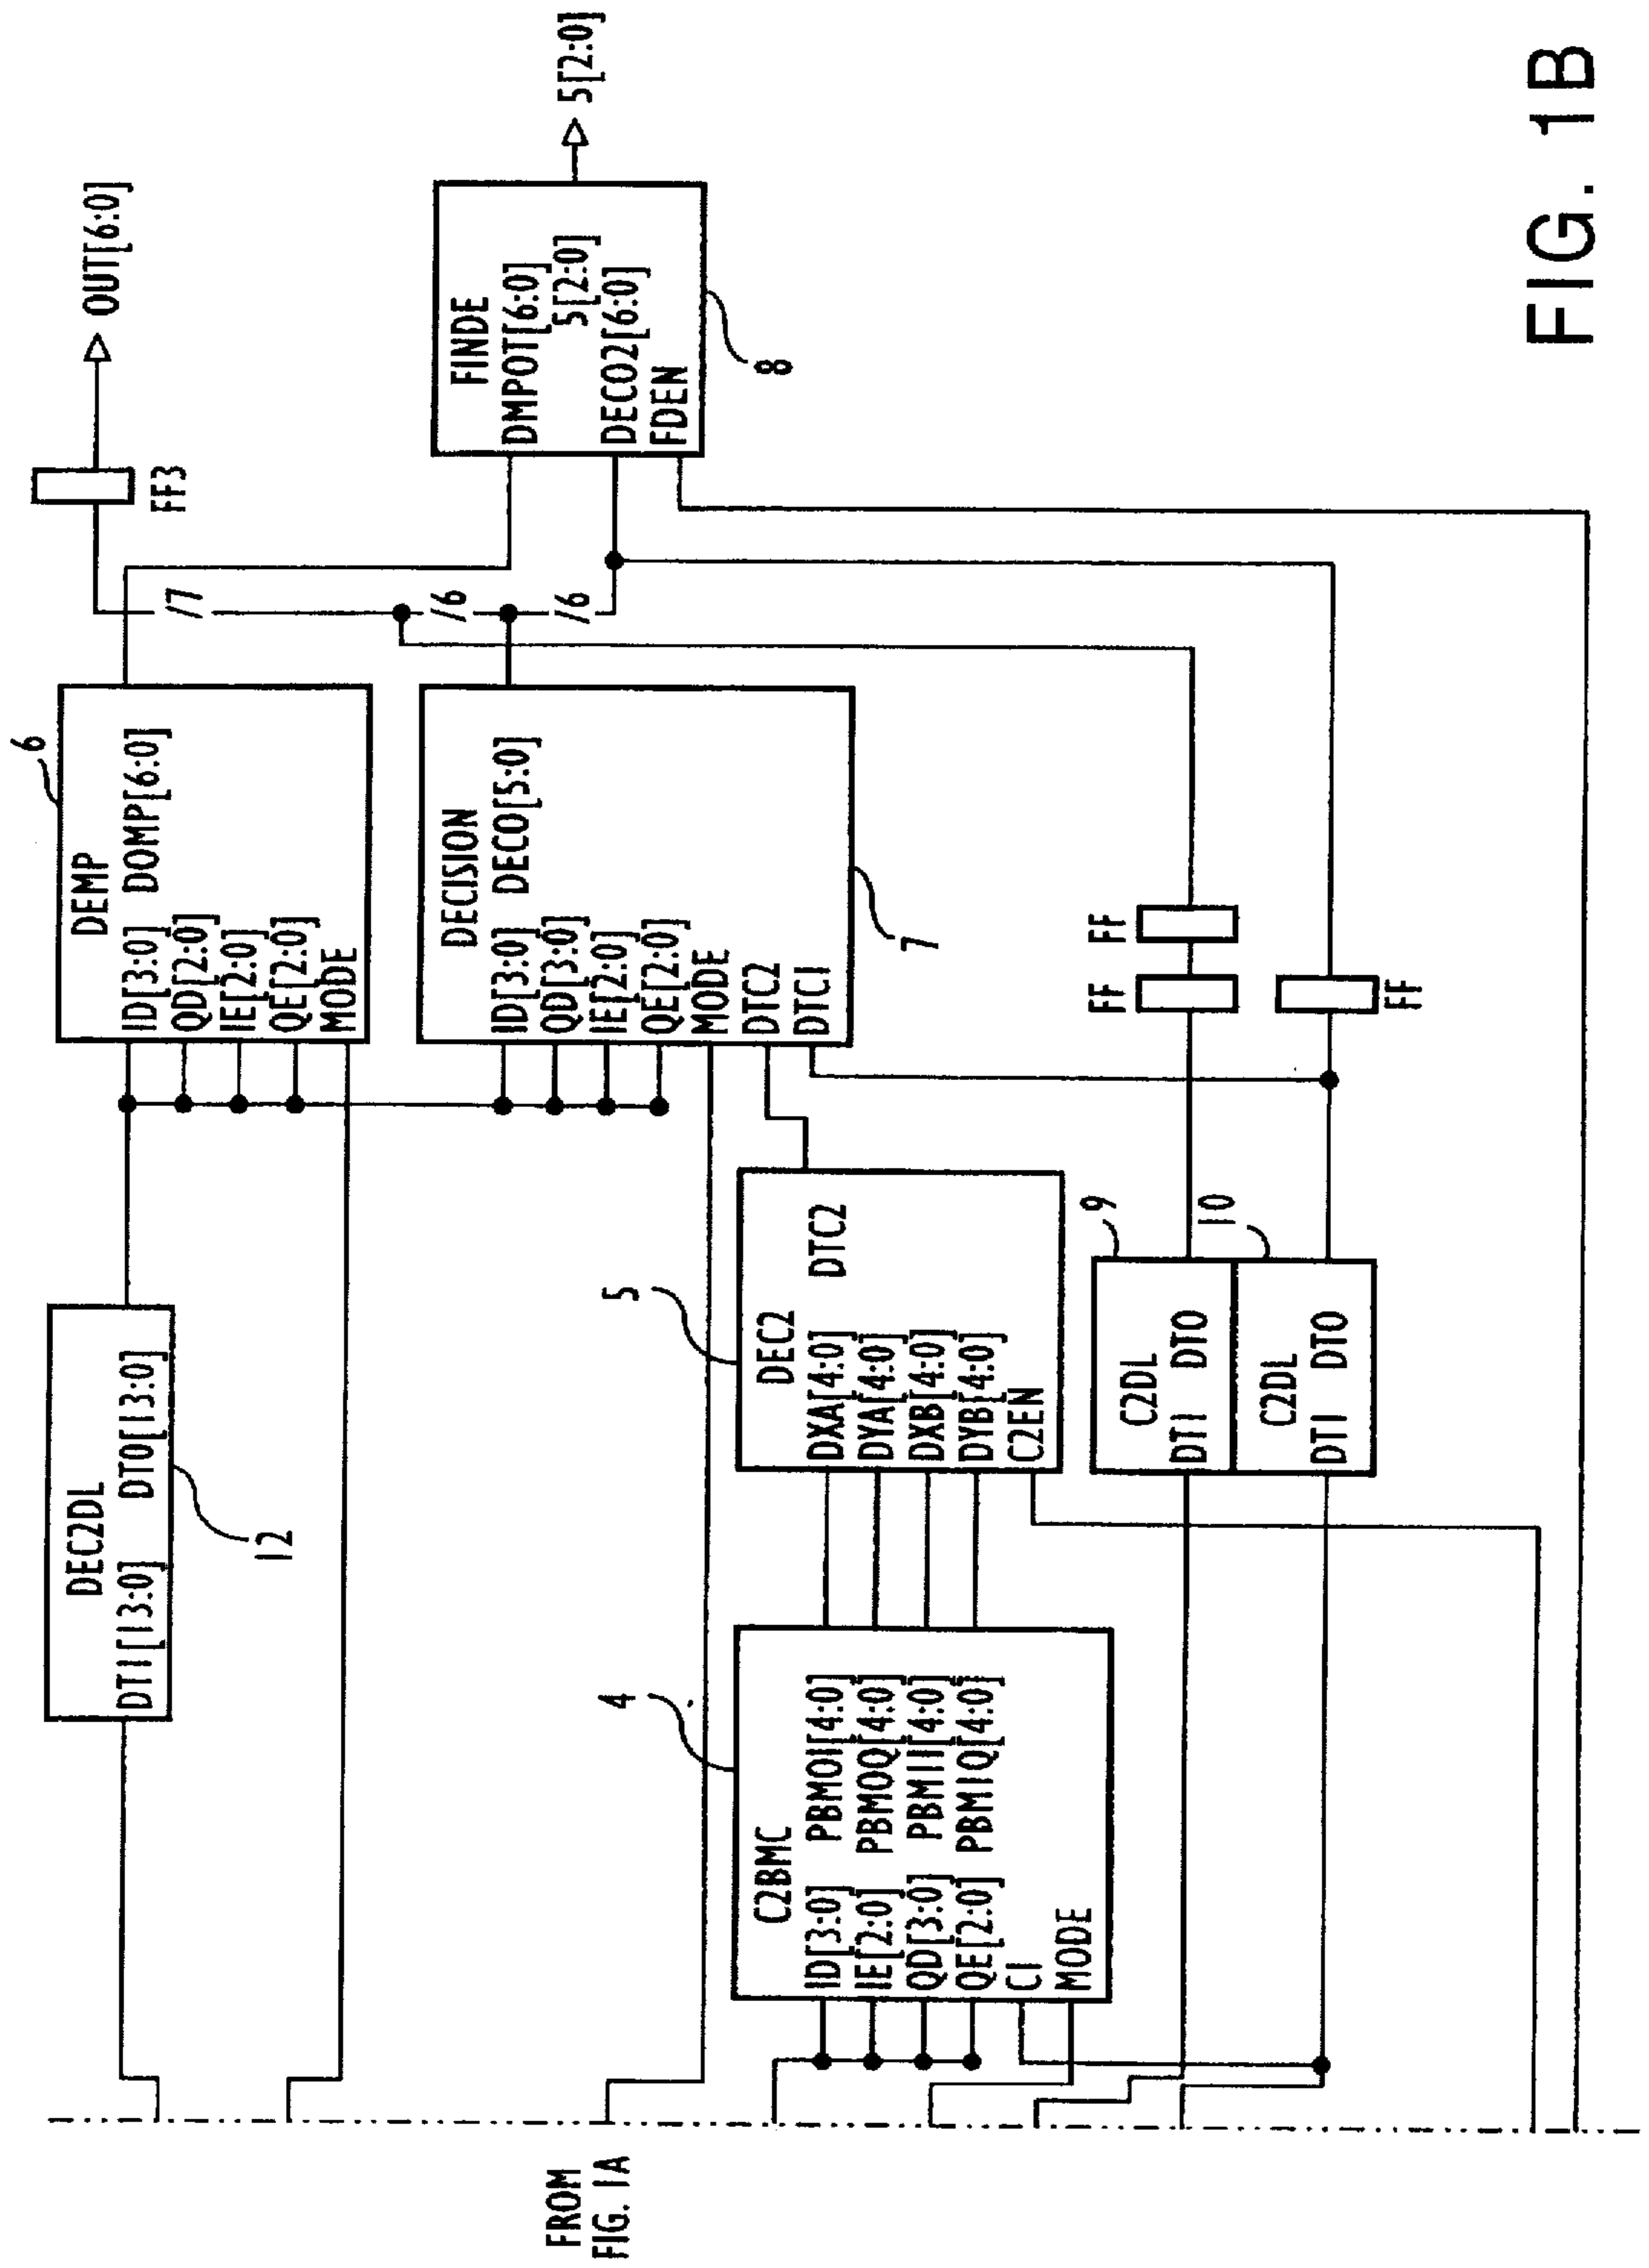 FROM
FIG. 1A
DEC2DL
DTI[13:0] DTO[13:0]
12
DEMP
ID[3:0] DOMP[6:0]
QD[2:0]
IE[2:0]
QE[2:0]
MODE
6
/7
FF3
OUT[6:0]
DECISION
ID[3:0] DECO[5:0]
QD[3:0]
IE[2:0]
QE[2:0]
MODE
DTC2
DTC1
7
/6
/6
FINDE
DMPOT[6:0]
5[2:0]
DECO2[6:0]
FDEN
8
5[2:0]
C2BMC
ID[3:0] PBMOI[4:0]
IE[2:0] PBMOQ[4:0]
QD[3:0] PBMII[4:0]
QE[2:0] PBMIQ[4:0]
CI
MODE
4
DEC2
DXA[4:0] DTC2
DYA[4:0]
DXB[4:0]
DYB[4:0]
C2EN
5
C2DL
DTI DTO
9
C2DL
DTI DTO
10
FF
FF
FF
FIG. 1B